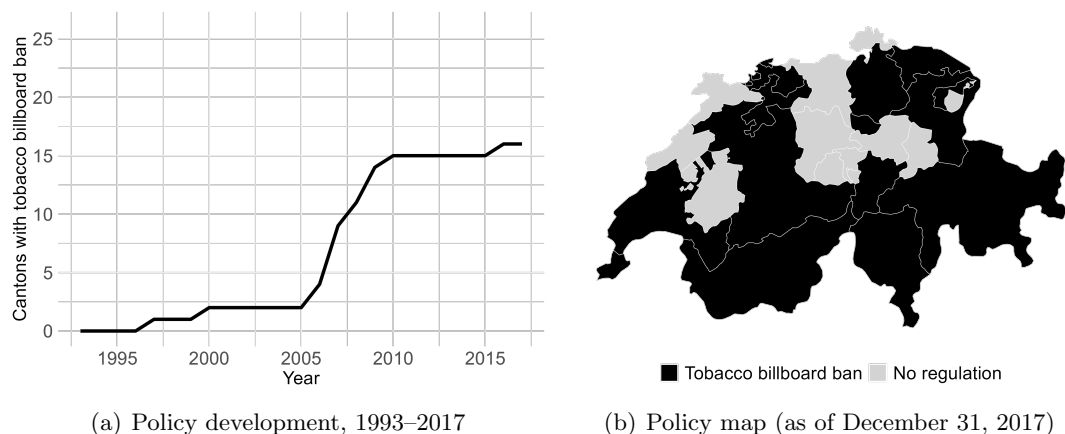 Cantons with tobacco billboard ban
25
20
15
10
5
0
1995 2000 2005 2010 2015
Year
Tobacco billboard ban No regulation
(a) Policy development, 1993–2017
(b) Policy map (as of December 31, 2017)